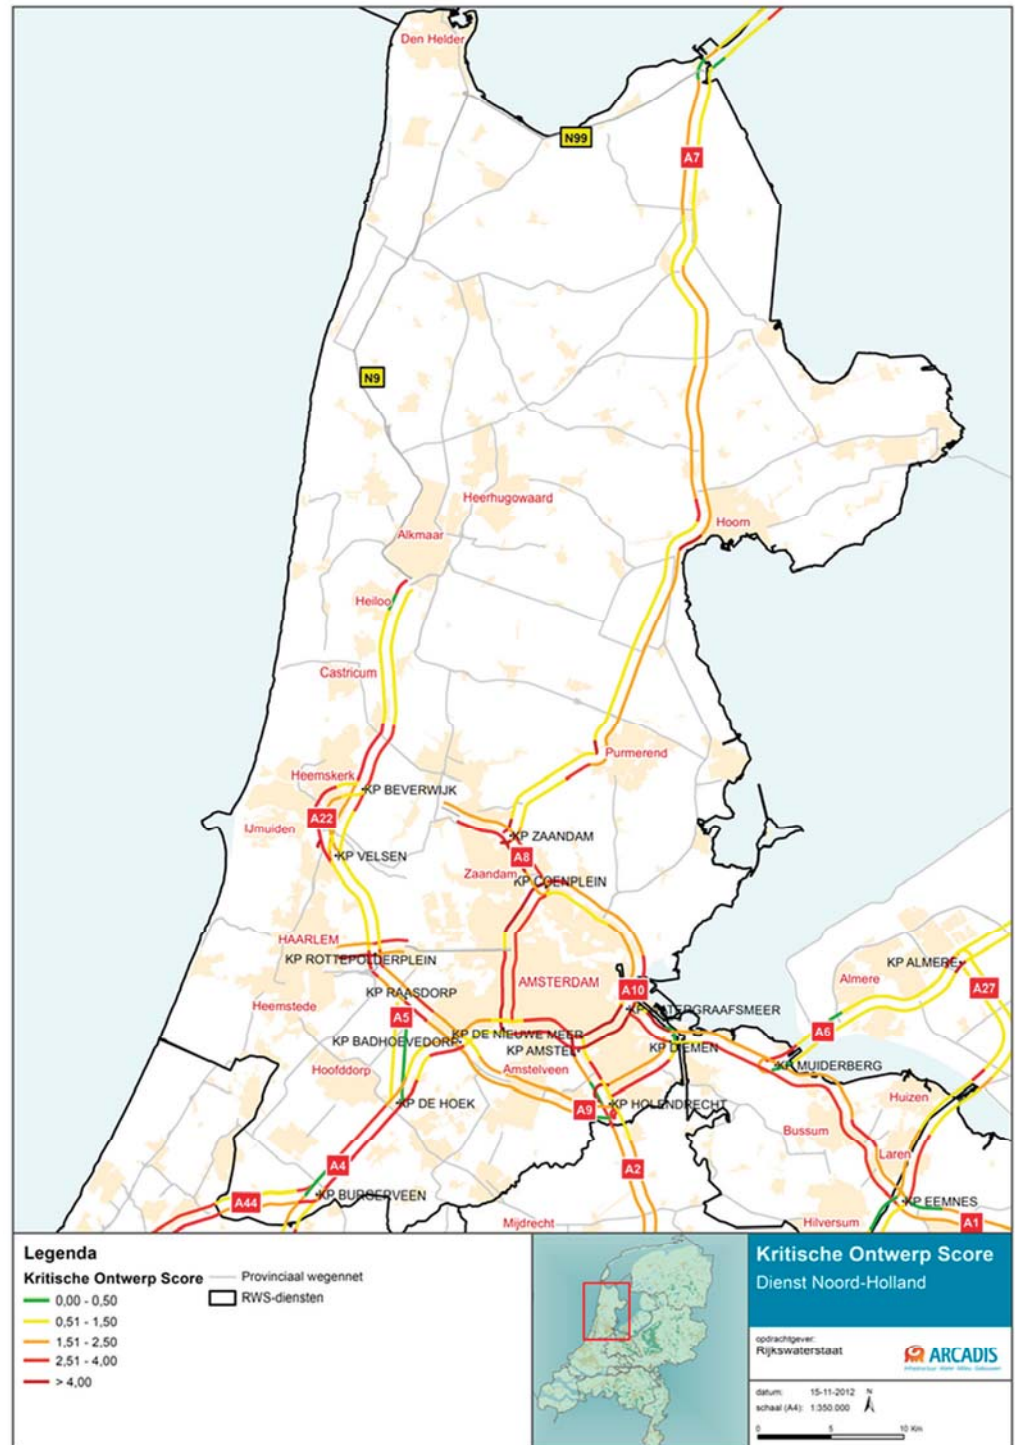 Den Helder
N99
A7
N9
Heerhugowaard
Hoorn
Alkmaar
Heiloo
Castricum
Purmerend
Heemskerk
KP BEVERWIJK
A22
IJmuiden
KP ZAANDAM
KP VELSEN
A8
Zaandam
KP COENPLEIN
HAARLEM
KP ROTTEPOLDERPLEIN
KP ALMERE
Almere
AMSTERDAM
A10
A27
KP RAASDORP
Heemstede
KP WATERGRAAFSMEER
A5
A6
KP DE NIEUWE MEER
KP BADHOEVEDORP
KP AMSTEL
KP DIEMEN
KP MUIDERBERG
Hoofddorp
Amstelveen
Huizen
KP DE HOEK
A9
KP HOLENDRECHT
Bussum
Laren
A4
A2
KP BURGERVEEN
A44
KP EEMNES
Mijdrecht
Hilversum
A1
Legenda
Kritische Ontwerp Score
0,00 - 0,50
0,51 - 1,50
1,51 - 2,50
2,51 - 4,00
> 4,00
Provinciaal wegennet
RWS-diensten
Kritische Ontwerp Score
Dienst Noord-Holland
opdrachtgever:
Rijkswaterstaat
ARCADIS
Infrastructuur Water Milieu Gebouwen
datum: 15-11-2012 N
schaal (A4): 1:350.000
0 5 10 Km